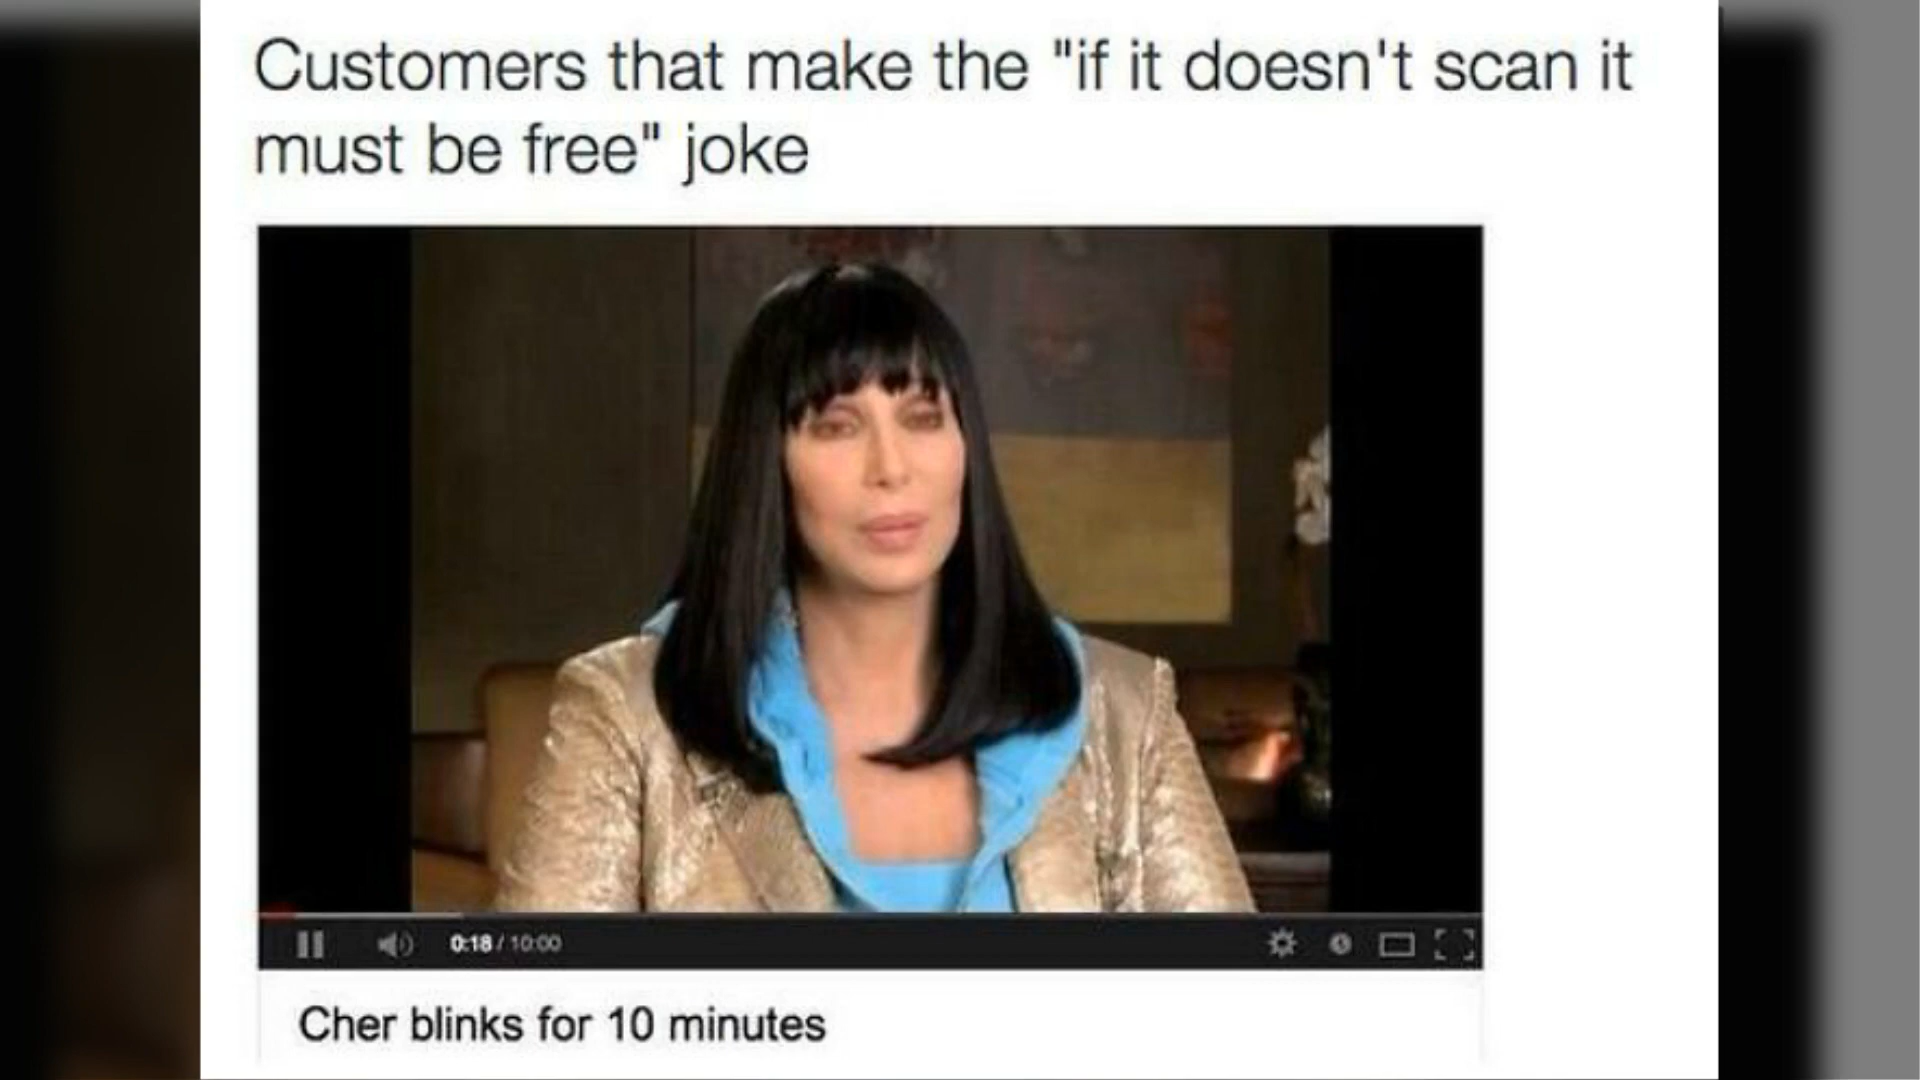 Customers that make the "if it doesn't scan it
must be free" joke
0:18 / 10:00
Cher blinks for 10 minutes